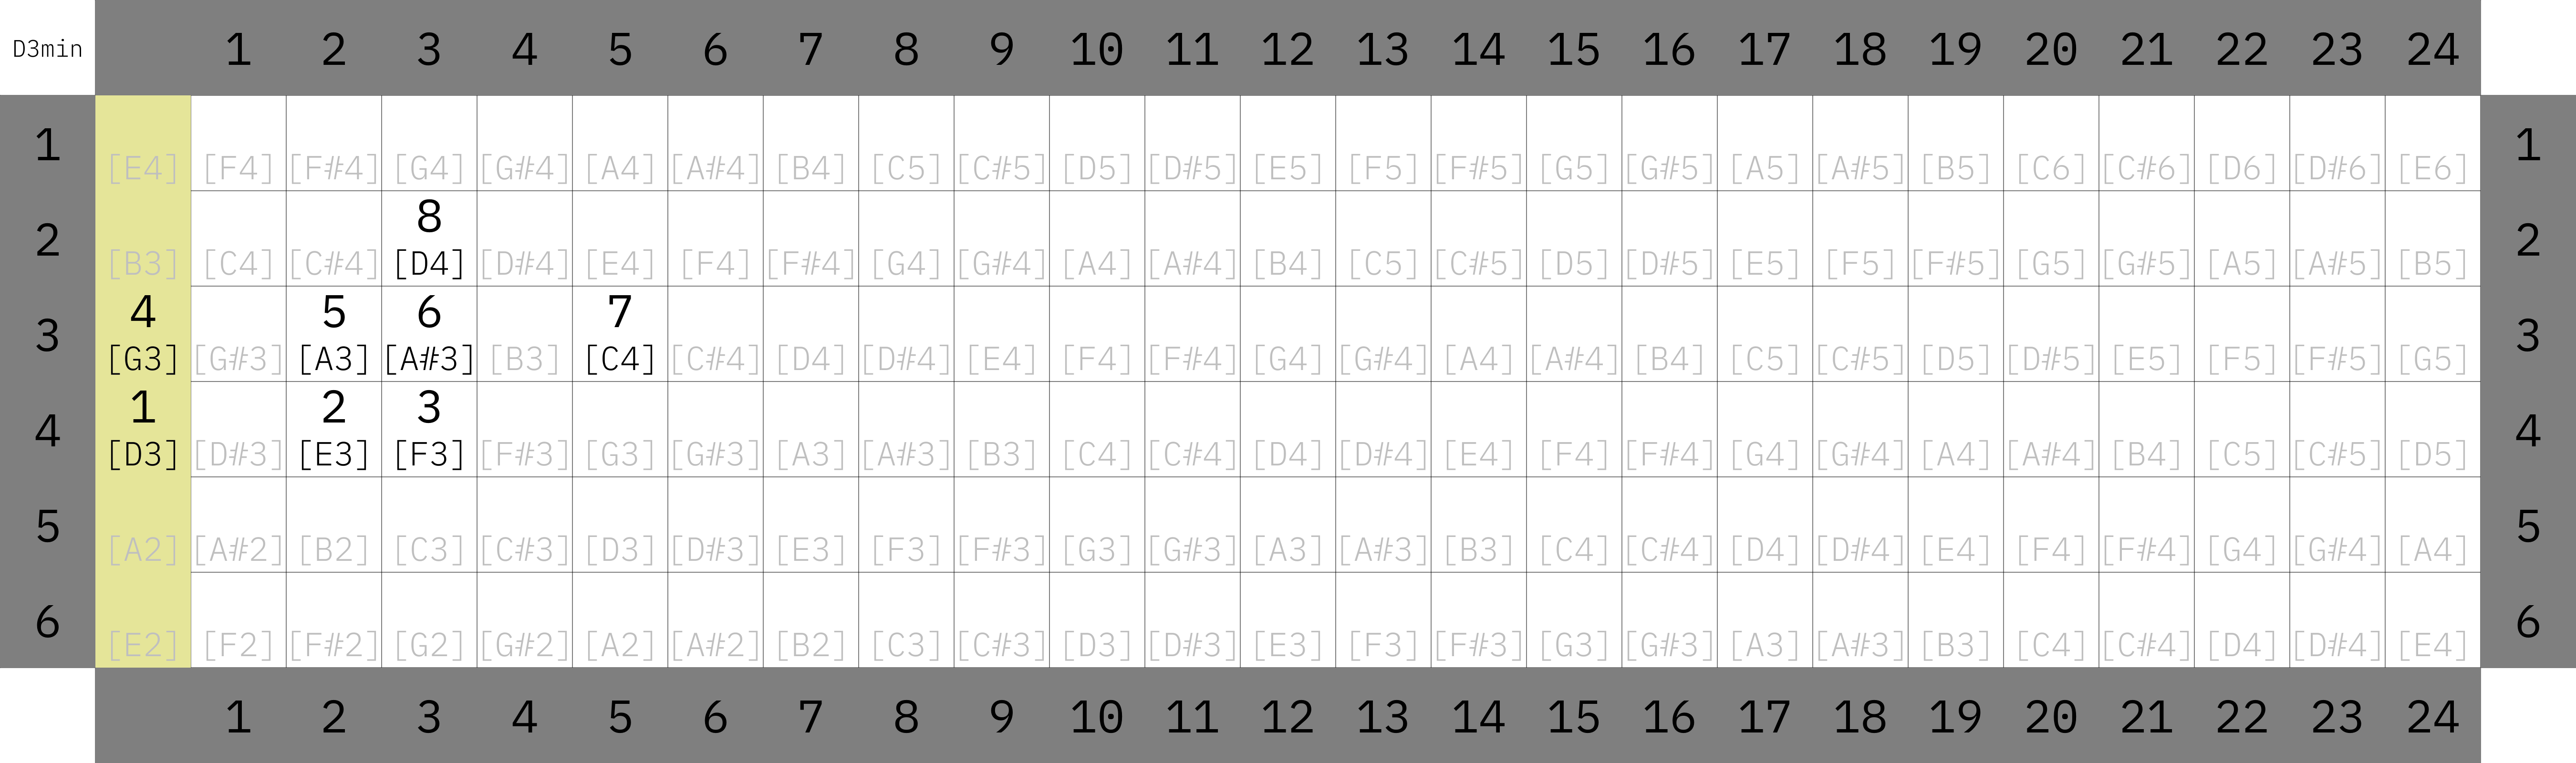 D3min 1 2 3 4 5 6 7 8 9 10 11 12 13 14 15 16 17 18 19 20 21 22 23 24
1 [E4] [F4] [F#4] [G4] [G#4] [A4] [A#4] [B4] [C5] [C#5] [D5] [D#5] [E5] [F5] [F#5] [G5] [G#5] [A5] [A#5] [B5] [C6] [C#6] [D6] [D#6] [E6] 1
8
2 [B3] [C4] [C#4] [D4] [D#4] [E4] [F4] [F#4] [G4] [G#4] [A4] [A#4] [B4] [C5] [C#5] [D5] [D#5] [E5] [F5] [F#5] [G5] [G#5] [A5] [A#5] [B5] 2
4 5 6 7
3 [G3] [G#3] [A3] [A#3] [B3] [C4] [C#4] [D4] [D#4] [E4] [F4] [F#4] [G4] [G#4] [A4] [A#4] [B4] [C5] [C#5] [D5] [D#5] [E5] [F5] [F#5] [G5] 3
1 2 3
4 [D3] [D#3] [E3] [F3] [F#3] [G3] [G#3] [A3] [A#3] [B3] [C4] [C#4] [D4] [D#4] [E4] [F4] [F#4] [G4] [G#4] [A4] [A#4] [B4] [C5] [C#5] [D5] 4
5 [A2] [A#2] [B2] [C3] [C#3] [D3] [D#3] [E3] [F3] [F#3] [G3] [G#3] [A3] [A#3] [B3] [C4] [C#4] [D4] [D#4] [E4] [F4] [F#4] [G4] [G#4] [A4] 5
6 [E2] [F2] [F#2] [G2] [G#2] [A2] [A#2] [B2] [C3] [C#3] [D3] [D#3] [E3] [F3] [F#3] [G3] [G#3] [A3] [A#3] [B3] [C4] [C#4] [D4] [D#4] [E4] 6
1 2 3 4 5 6 7 8 9 10 11 12 13 14 15 16 17 18 19 20 21 22 23 24